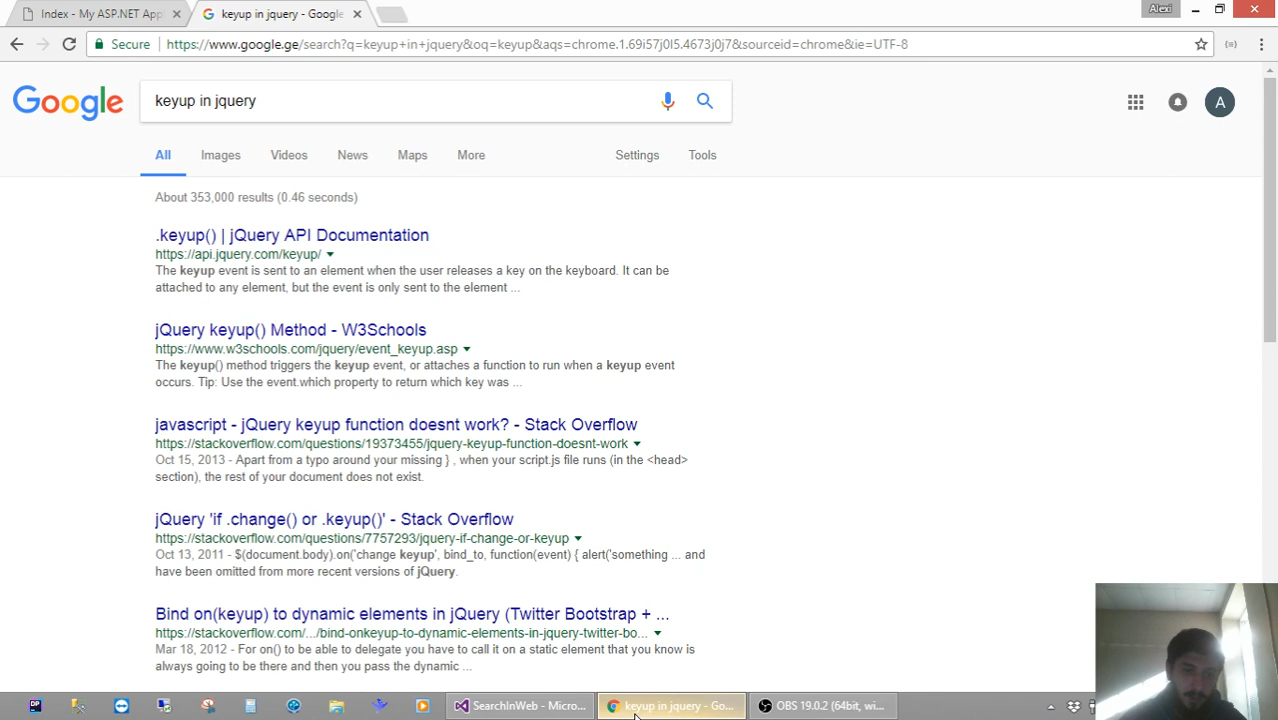 Index - My ASP.NET Appl
keyup in jquery - Google
Alexi
Secure
https://www.google.ge/search?q=keyup+in+jquery&oq=keyup&aqs=chrome.1.69i57j0l5.4673j0j7&sourceid=chrome&ie=UTF-8
Google
keyup in jquery
A
All Images Videos News Maps More Settings Tools
About 353,000 results (0.46 seconds)
.keyup() | jQuery API Documentation
https://api.jquery.com/keyup/
The keyup event is sent to an element when the user releases a key on the keyboard. It can be
attached to any element, but the event is only sent to the element ...
jQuery keyup() Method - W3Schools
https://www.w3schools.com/jquery/event_keyup.asp
The keyup() method triggers the keyup event, or attaches a function to run when a keyup event
occurs. Tip: Use the event.which property to return which key was ...
javascript - jQuery keyup function doesnt work? - Stack Overflow
https://stackoverflow.com/questions/19373455/jquery-keyup-function-doesnt-work
Oct 15, 2013 - Apart from a typo around your missing } , when your script.js file runs (in the <head>
section), the rest of your document does not exist.
jQuery 'if .change() or .keyup()' - Stack Overflow
https://stackoverflow.com/questions/7757293/jquery-if-change-or-keyup
Oct 13, 2011 - $(document.body).on('change keyup', bind_to, function(event) { alert('something ... and
have been omitted from more recent versions of jQuery.
Bind on(keyup) to dynamic elements in jQuery (Twitter Bootstrap + ...
https://stackoverflow.com/.../bind-onkeyup-to-dynamic-elements-in-jquery-twitter-bo...
Mar 18, 2012 - For on() to be able to delegate you have to call it on a static element that you know is
always going to be there and then you pass the dynamic ...
SearchInWeb - Micro...
keyup in jquery - Go...
OBS 19.0.2 (64bit, wi...